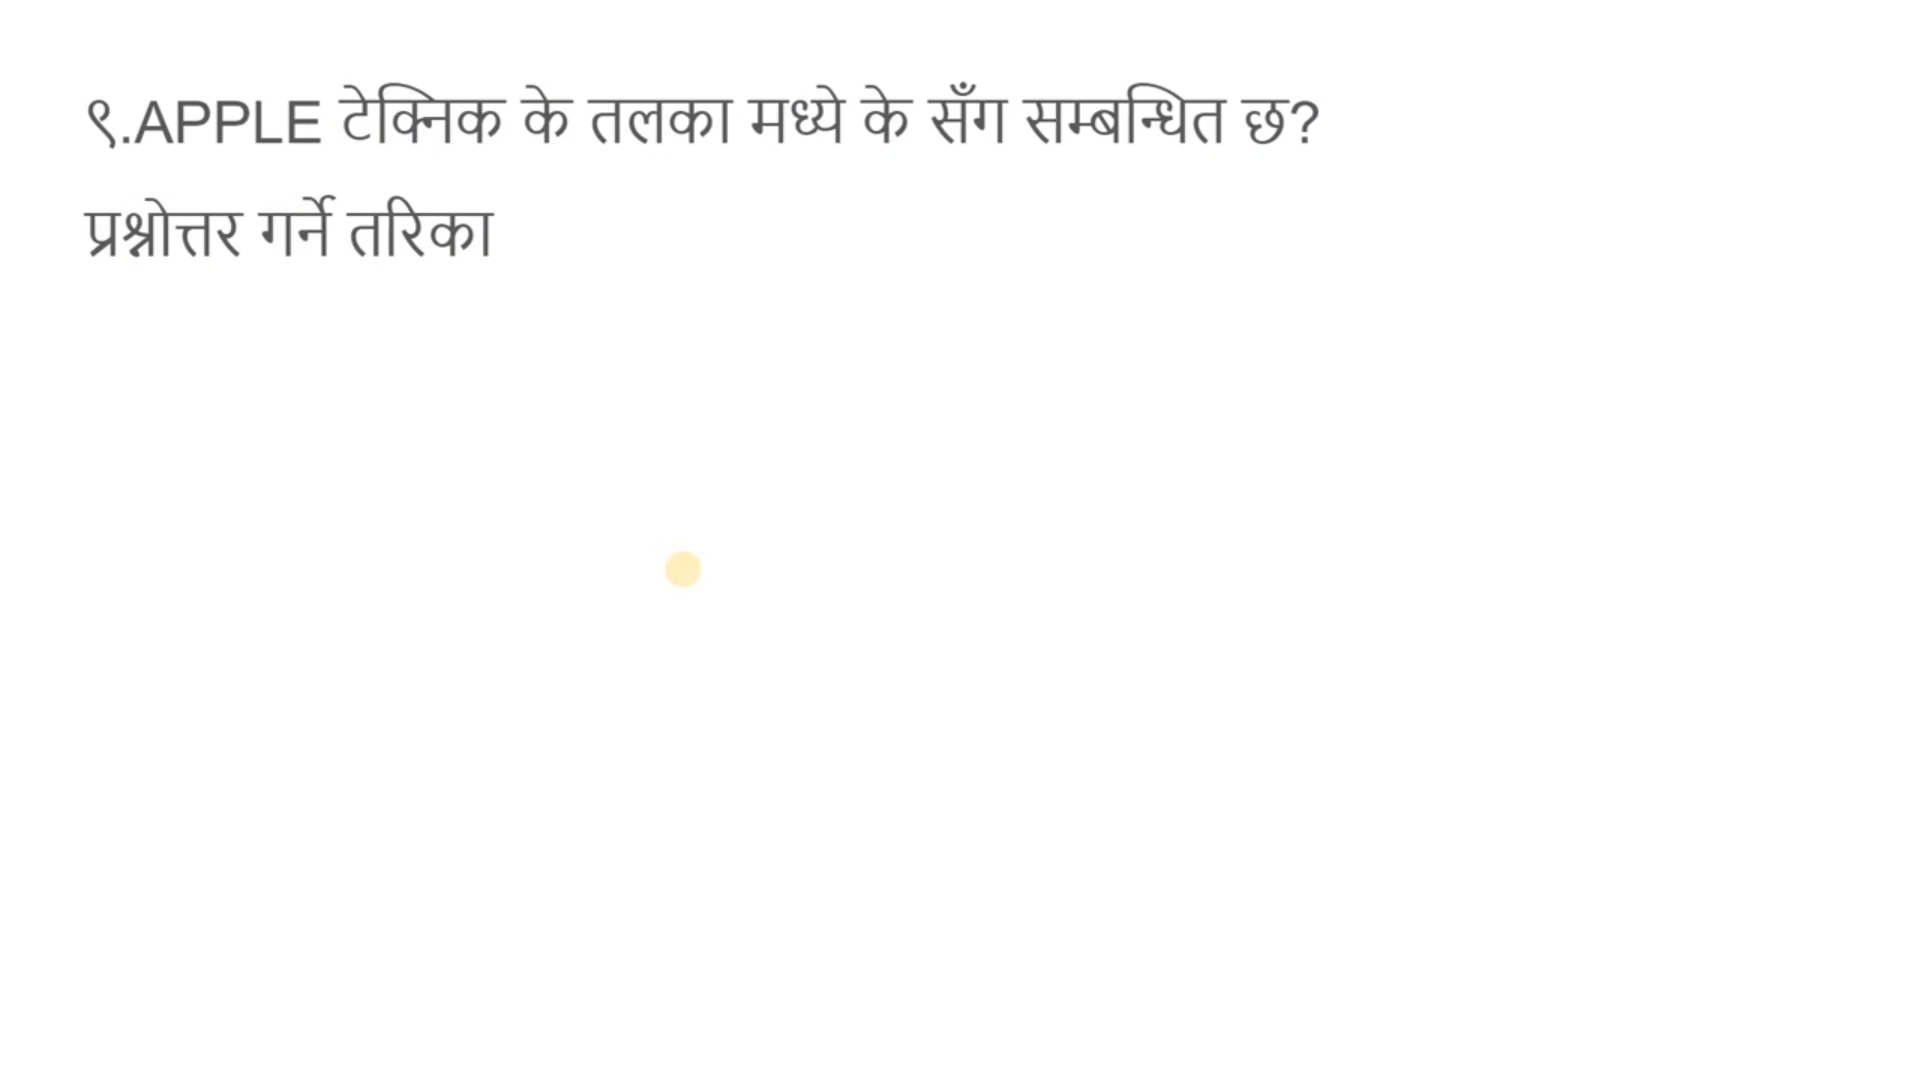 ९.APPLE टेक्निक के तलका मध्ये के सँग सम्बन्धित छ?
प्रश्नोत्तर गर्ने तरिका